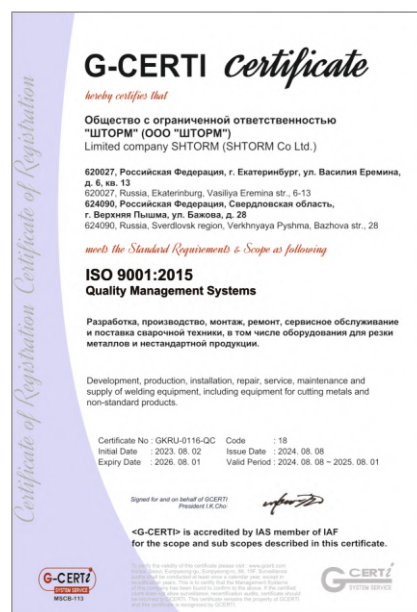 G-CERTI Certificate
hereby certifies that
Общество с ограниченной ответственностью
"ШТОРМ" (ООО "ШТОРМ")
Limited company SHTORM (SHTORM Co Ltd.)
620027, Российская Федерация, г. Екатеринбург, ул. Василия Еремина,
д. 6, кв. 13
620027, Russia, Ekaterinburg, Vasiliya Eremina str., 6-13
624090, Российская Федерация, Свердловская область,
г. Верхняя Пышма, ул. Бажова, д. 28
624090, Russia, Sverdlovsk region, Verkhnyaya Pyshma, Bazhova str., 28
meets the Standard Requirements & Scope as following
ISO 9001:2015
Quality Management Systems
Разработка, производство, монтаж, ремонт, сервисное обслуживание
и поставка сварочной техники, в том числе оборудования для резки
металлов и нестандартной продукции.
Development, production, installation, repair, service, maintenance and
supply of welding equipment, including equipment for cutting metals and
non-standard products.
Certificate No : GKRU-0116-QC Code : 18
Initial Date : 2023. 08. 02 Issue Date : 2024. 08. 08
Expiry Date : 2026. 08. 01 Valid Period : 2024. 08. 08 ~ 2025. 08. 01
Signed for and on behalf of GCERTI
President I.K.Cho
<G-CERTI> is accredited by IAS member of IAF
for the scope and sub scopes described in this certificate.
Certificate of Registration Certificate of Registration Certificate of Registration
G-CERTi
SYSTEM SERVICE
MSCB-113
G CERTi
SYSTEM SERVICE